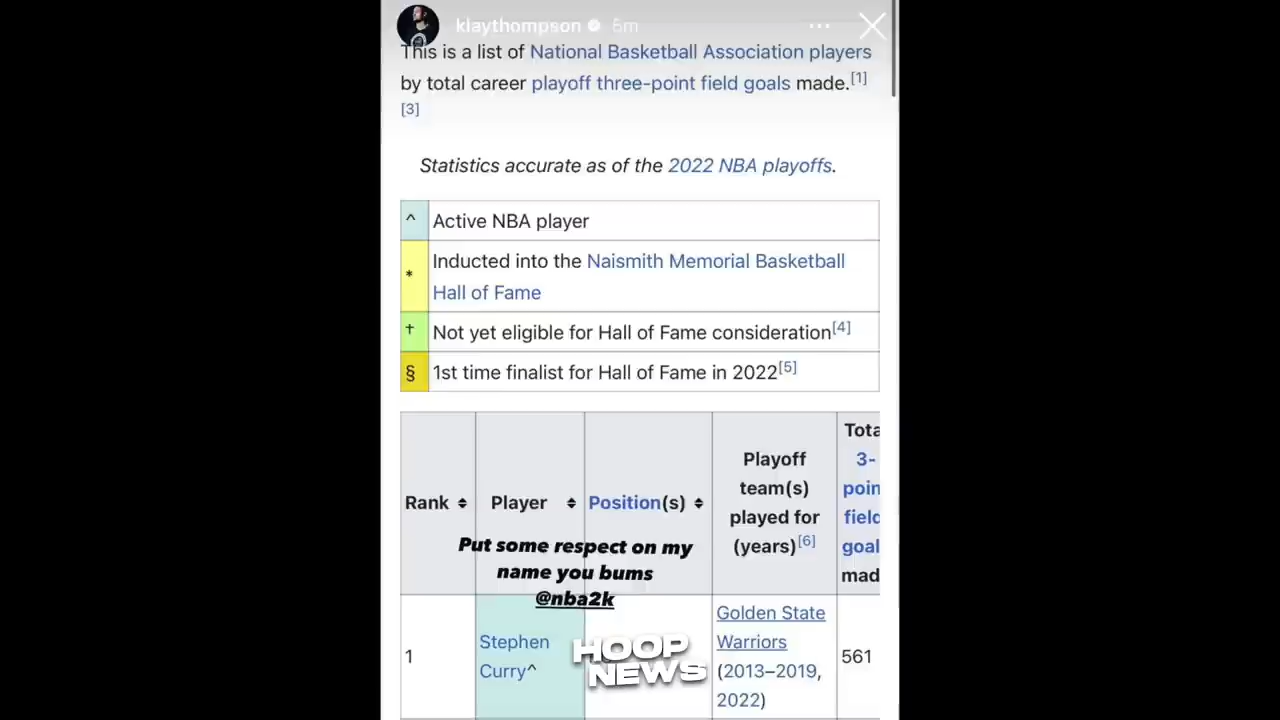 klaythompson 6m
This is a list of National Basketball Association players
by total career playoff three-point field goals made.[1]
[3]
Statistics accurate as of the 2022 NBA playoffs.
^ Active NBA player
* Inducted into the Naismith Memorial Basketball
Hall of Fame
† Not yet eligible for Hall of Fame consideration[4]
§ 1st time finalist for Hall of Fame in 2022[5]
Rank
Player
Position(s)
Playoff
team(s)
played for
(years)[6]
Tota
3-
poin
field
goal
made
Put some respect on my
name you bums
@nba2k
1
Stephen
Curry^
Golden State
Warriors
(2013–2019,
2022)
561
HOOP
NEWS